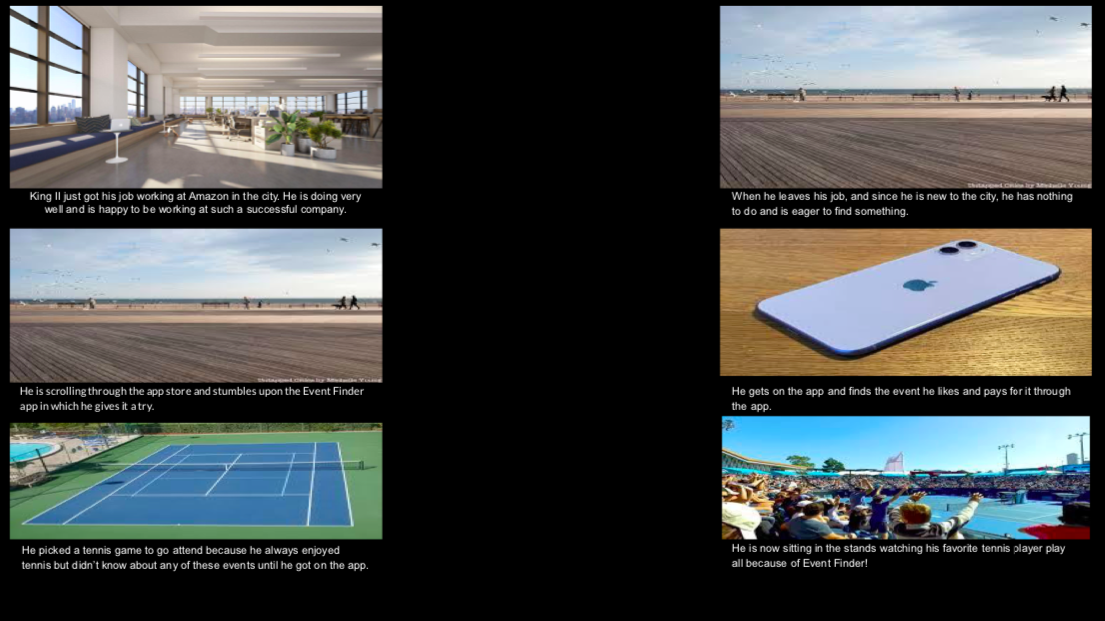 King II just got his job working at Amazon in the city. He is doing very
well and is happy to be working at such a successful company.
When he leaves his job, and since he is new to the city, he has nothing
to do and is eager to find something.
He is scrolling through the app store and stumbles upon the Event Finder
app in which he gives it a try.
He gets on the app and finds the event he likes and pays for it through
the app.
He picked a tennis game to go attend because he always enjoyed
tennis but didn't know about any of these events until he got on the app.
He is now sitting in the stands watching his favorite tennis player play
all because of Event Finder!